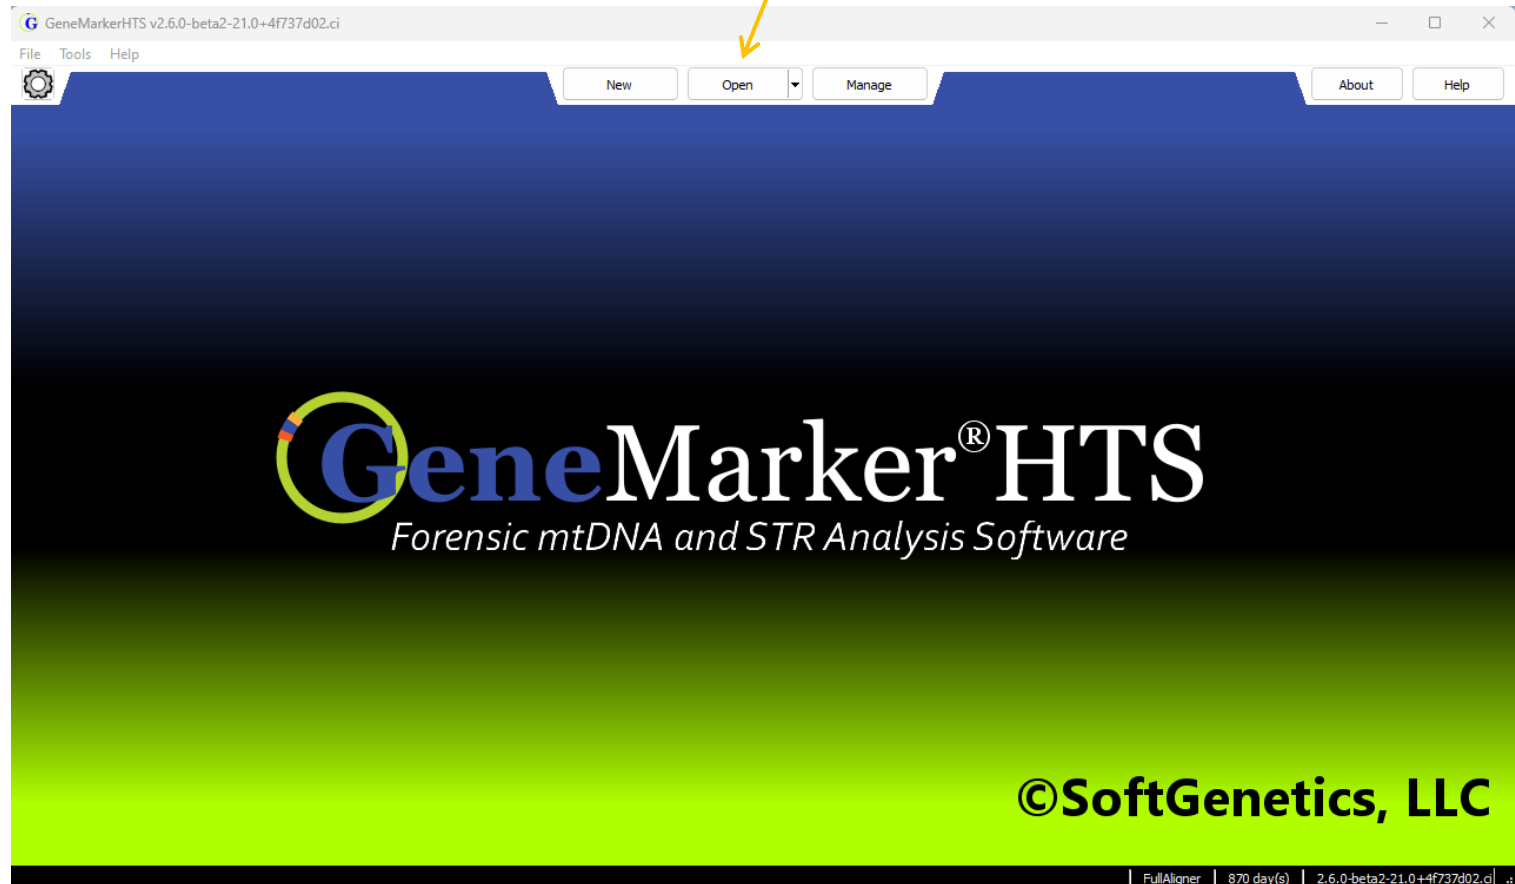 G GeneMarkerHTS v2.6.0-beta2-21.0+4f737d02.ci
File Tools Help
New Open Manage About Help
GeneMarker®HTS
Forensic mtDNA and STR Analysis Software
©SoftGenetics, LLC
FullAligner 870 day(s) 2.6.0-beta2-21.0+4f737d02.ci